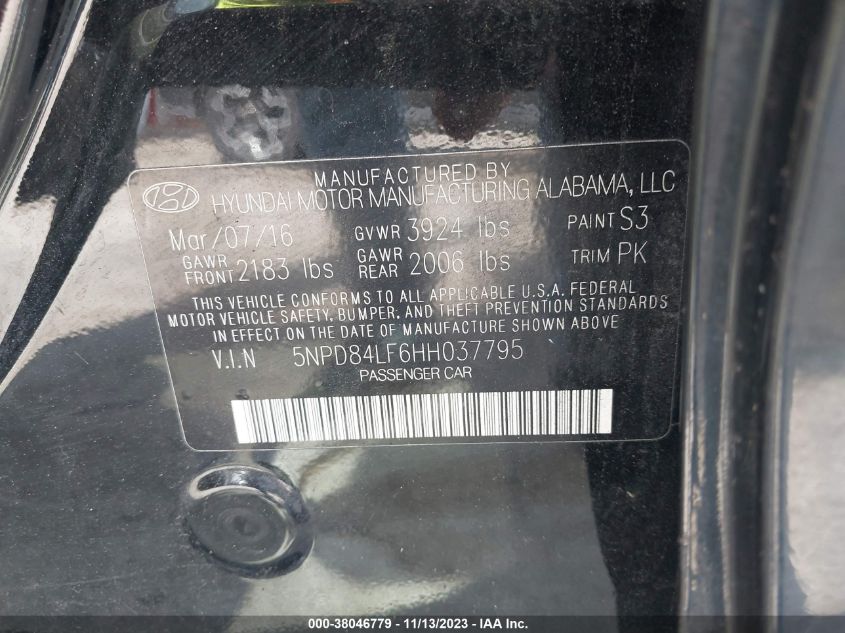 MANUFACTURED BY
HYUNDAI MOTOR MANUFACTURING ALABAMA, LLC
Mar/07/16 GVWR 3924 lbs PAINT S3
GAWR FRONT 2183 lbs GAWR REAR 2006 lbs TRIM PK
THIS VEHICLE CONFORMS TO ALL APPLICABLE U.S.A. FEDERAL
MOTOR VEHICLE SAFETY, BUMPER, AND THEFT PREVENTION STANDARDS
IN EFFECT ON THE DATE OF MANUFACTURE SHOWN ABOVE
V.I.N 5NPD84LF6HH037795
PASSENGER CAR
000-38046779 - 11/13/2023 - IAA, Inc.